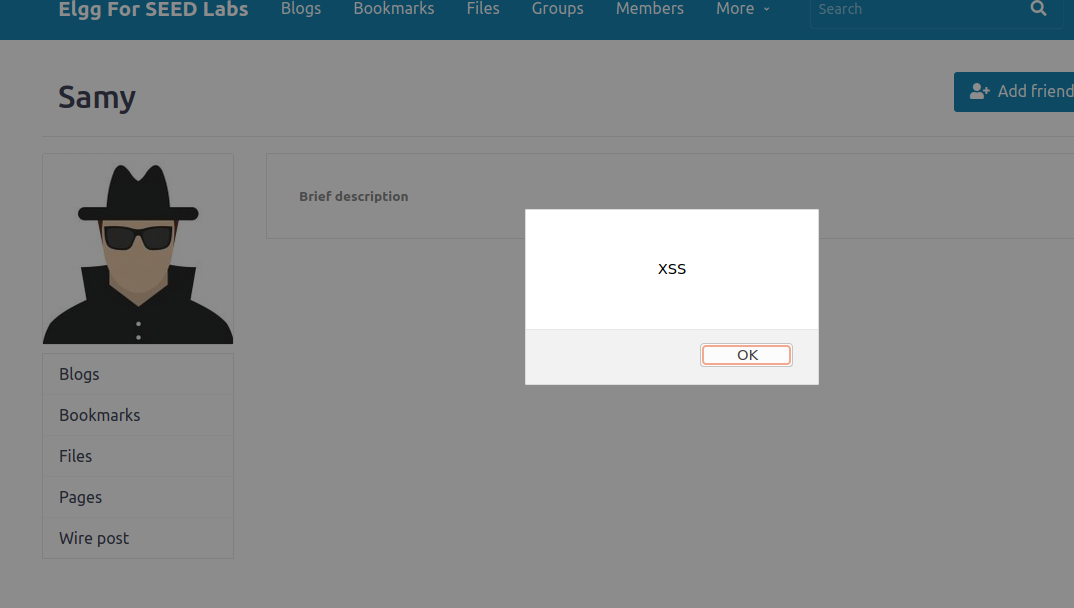 Elgg For SEED Labs Blogs Bookmarks Files Groups Members More Search
Samy
Add friend
Brief description
XSS
OK
Blogs
Bookmarks
Files
Pages
Wire post